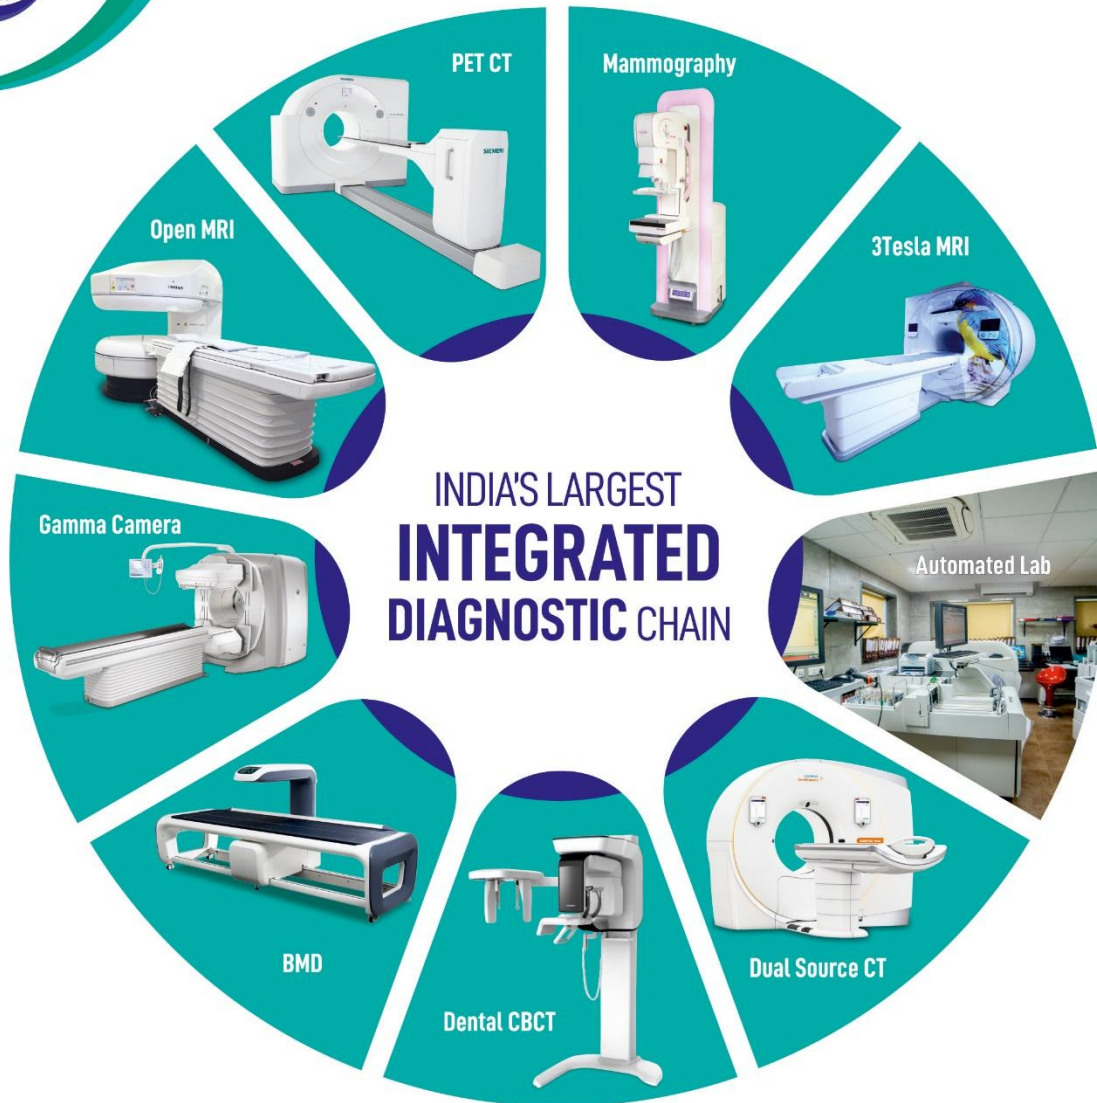 PET CT
Mammography
Open MRI
3Tesla MRI
Gamma Camera
INDIA'S LARGEST
INTEGRATED
DIAGNOSTIC CHAIN
Automated Lab
BMD
Dental CBCT
Dual Source CT